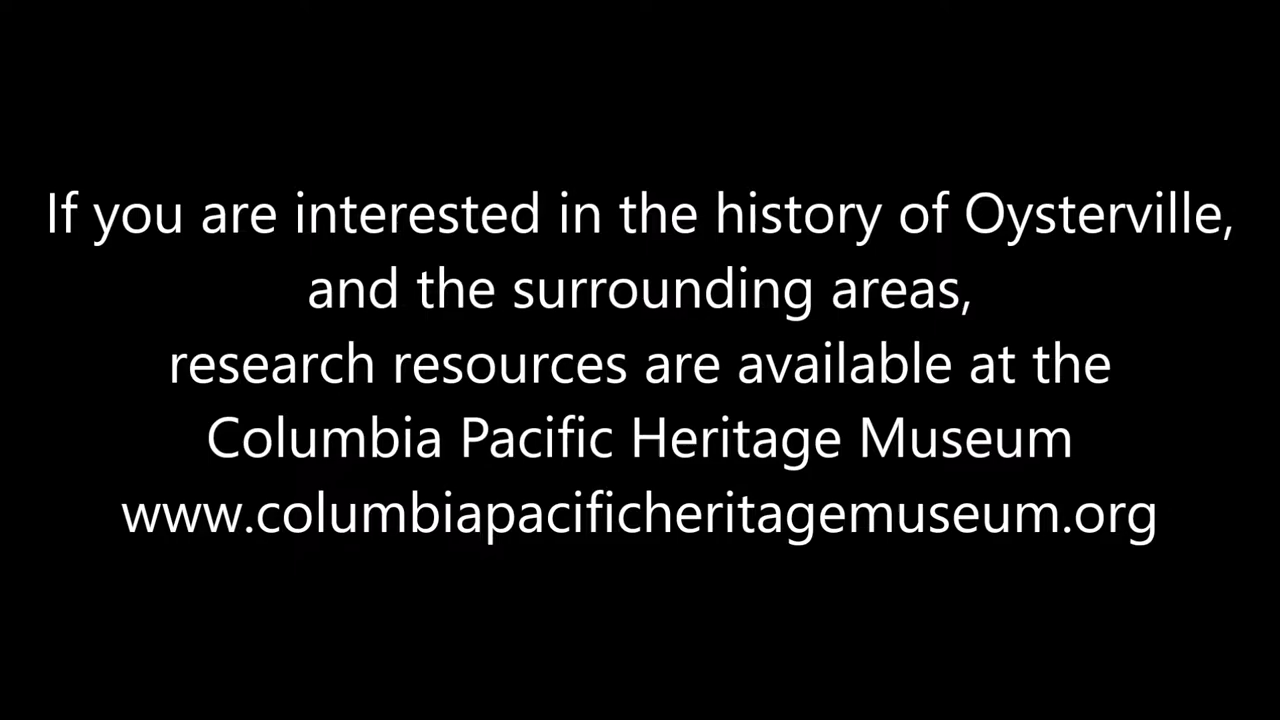 If you are interested in the history of Oysterville,
and the surrounding areas,
research resources are available at the
Columbia Pacific Heritage Museum
www.columbiapacificheritagemuseum.org